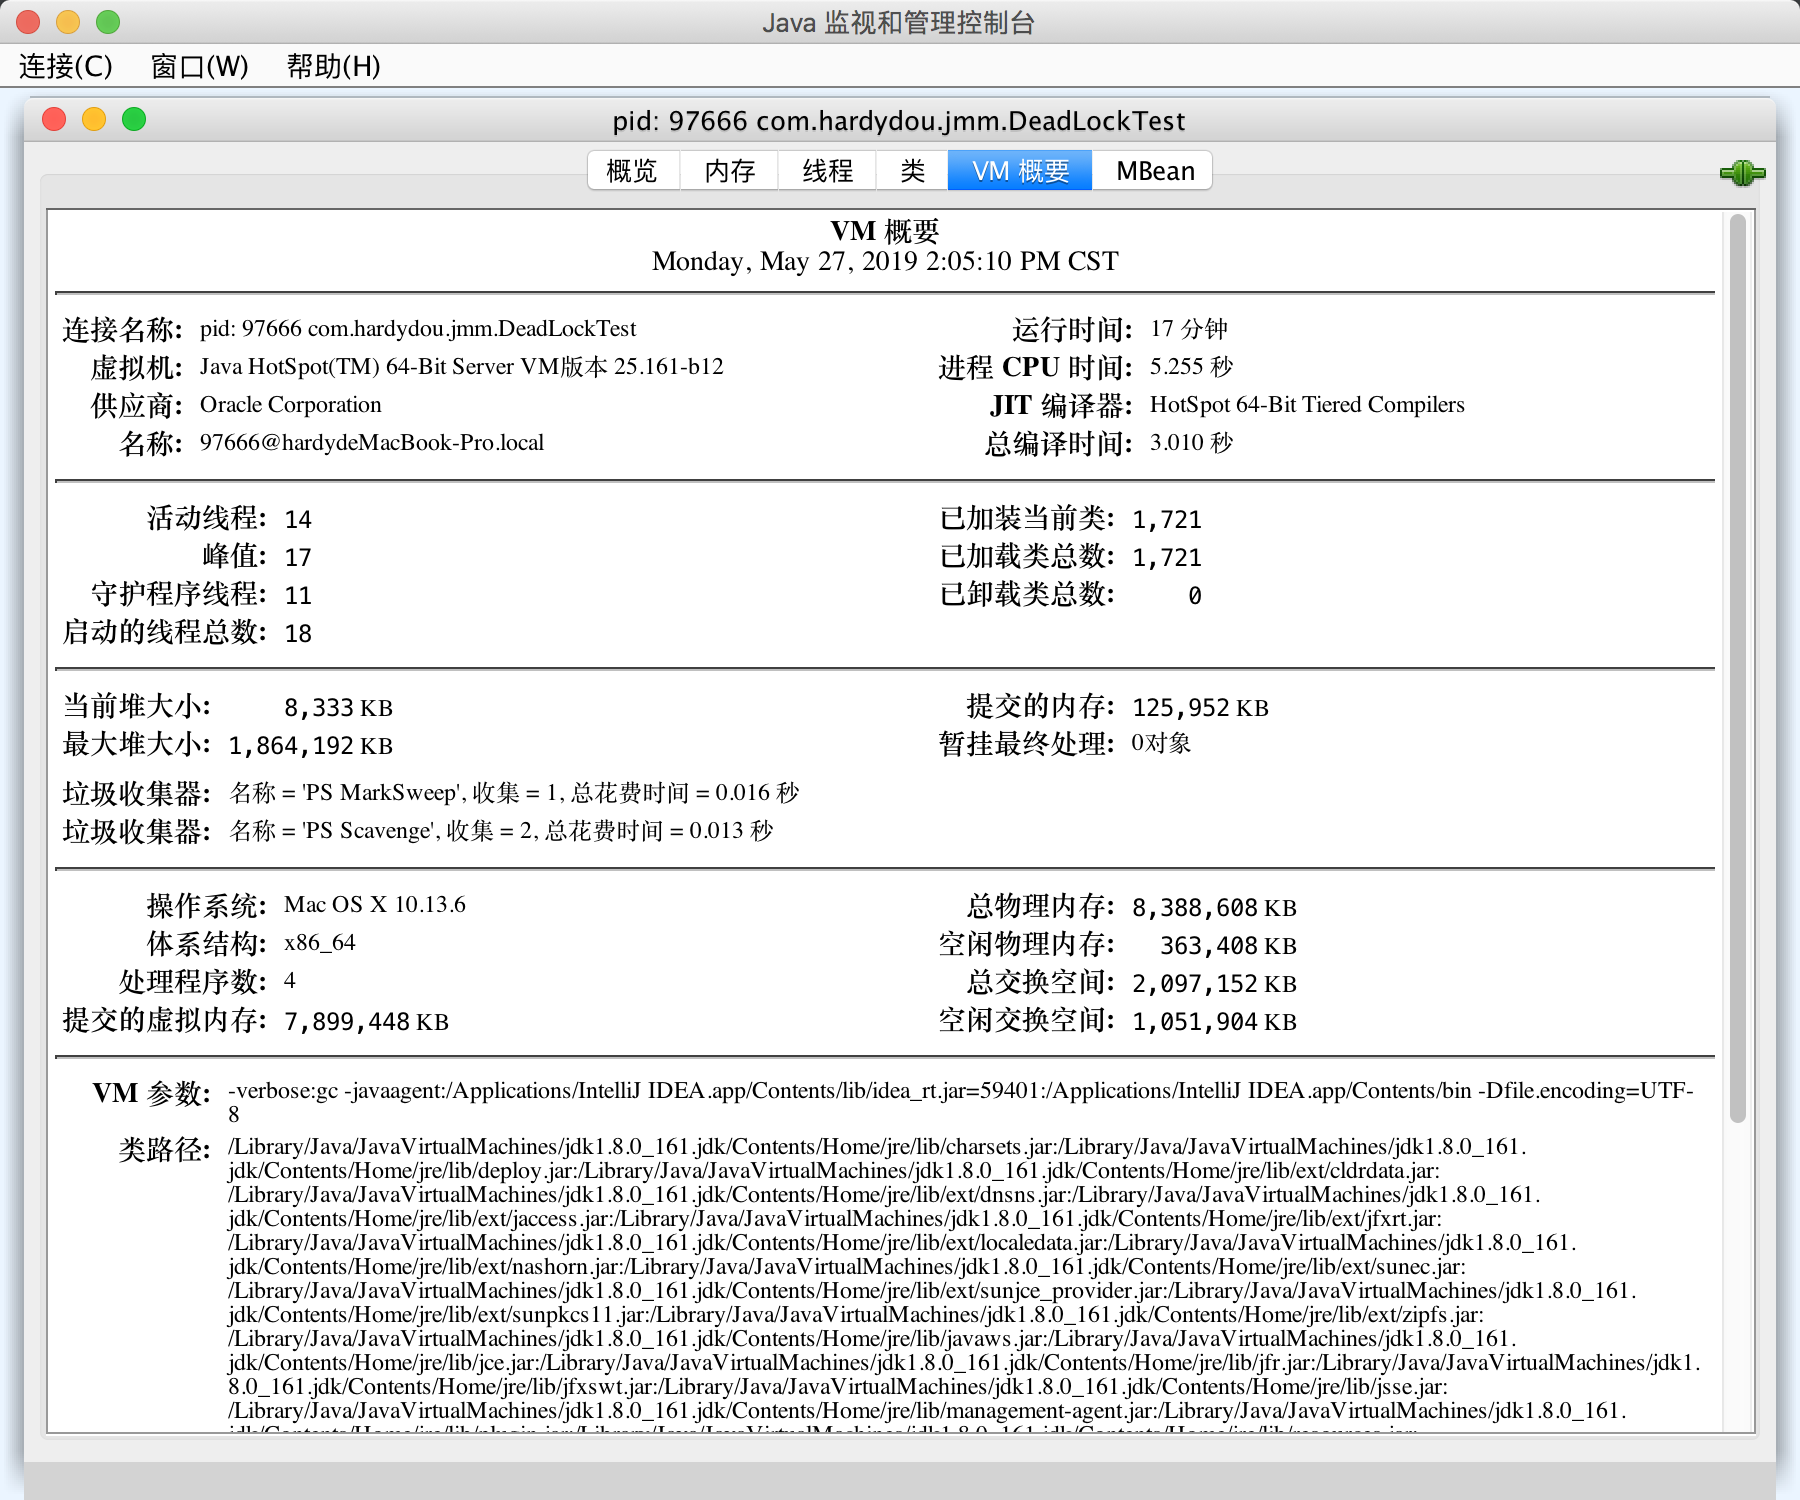 Java 监视和管理控制台
连接(C) 窗口(W) 帮助(H)
pid: 97666 com.hardydou.jmm.DeadLockTest
概览 内存 线程 类 VM 概要 MBean
VM 概要
Monday, May 27, 2019 2:05:10 PM CST
连接名称: pid: 97666 com.hardydou.jmm.DeadLockTest 运行时间: 17 分钟
虚拟机: Java HotSpot(TM) 64-Bit Server VM版本 25.161-b12 进程 CPU 时间: 5.255 秒
供应商: Oracle Corporation JIT 编译器: HotSpot 64-Bit Tiered Compilers
名称: 97666@hardydeMacBook-Pro.local 总编译时间: 3.010 秒
活动线程: 14 已加装当前类: 1,721
峰值: 17 已加载类总数: 1,721
守护程序线程: 11 已卸载类总数: 0
启动的线程总数: 18
当前堆大小: 8,333 KB 提交的内存: 125,952 KB
最大堆大小: 1,864,192 KB 暂挂最终处理: 0对象
垃圾收集器: 名称 = 'PS MarkSweep', 收集 = 1, 总花费时间 = 0.016 秒
垃圾收集器: 名称 = 'PS Scavenge', 收集 = 2, 总花费时间 = 0.013 秒
操作系统: Mac OS X 10.13.6 总物理内存: 8,388,608 KB
体系结构: x86_64 空闲物理内存: 363,408 KB
处理程序数: 4 总交换空间: 2,097,152 KB
提交的虚拟内存: 7,899,448 KB 空闲交换空间: 1,051,904 KB
VM 参数: -verbose:gc -javaagent:/Applications/IntelliJ IDEA.app/Contents/lib/idea_rt.jar=59401:/Applications/IntelliJ IDEA.app/Contents/bin -Dfile.encoding=UTF-
8
类路径: /Library/Java/JavaVirtualMachines/jdk1.8.0_161.jdk/Contents/Home/jre/lib/charsets.jar:/Library/Java/JavaVirtualMachines/jdk1.8.0_161.
jdk/Contents/Home/jre/lib/deploy.jar:/Library/Java/JavaVirtualMachines/jdk1.8.0_161.jdk/Contents/Home/jre/lib/ext/cldrdata.jar:
/Library/Java/JavaVirtualMachines/jdk1.8.0_161.jdk/Contents/Home/jre/lib/ext/dnsns.jar:/Library/Java/JavaVirtualMachines/jdk1.8.0_161.
jdk/Contents/Home/jre/lib/ext/jaccess.jar:/Library/Java/JavaVirtualMachines/jdk1.8.0_161.jdk/Contents/Home/jre/lib/ext/jfxrt.jar:
/Library/Java/JavaVirtualMachines/jdk1.8.0_161.jdk/Contents/Home/jre/lib/ext/localedata.jar:/Library/Java/JavaVirtualMachines/jdk1.8.0_161.
jdk/Contents/Home/jre/lib/ext/nashorn.jar:/Library/Java/JavaVirtualMachines/jdk1.8.0_161.jdk/Contents/Home/jre/lib/ext/sunec.jar:
/Library/Java/JavaVirtualMachines/jdk1.8.0_161.jdk/Contents/Home/jre/lib/ext/sunjce_provider.jar:/Library/Java/JavaVirtualMachines/jdk1.8.0_161.
jdk/Contents/Home/jre/lib/ext/sunpkcs11.jar:/Library/Java/JavaVirtualMachines/jdk1.8.0_161.jdk/Contents/Home/jre/lib/ext/zipfs.jar:
/Library/Java/JavaVirtualMachines/jdk1.8.0_161.jdk/Contents/Home/jre/lib/javaws.jar:/Library/Java/JavaVirtualMachines/jdk1.8.0_161.
jdk/Contents/Home/jre/lib/jce.jar:/Library/Java/JavaVirtualMachines/jdk1.8.0_161.jdk/Contents/Home/jre/lib/jfr.jar:/Library/Java/JavaVirtualMachines/jdk1.
8.0_161.jdk/Contents/Home/jre/lib/jfxswt.jar:/Library/Java/JavaVirtualMachines/jdk1.8.0_161.jdk/Contents/Home/jre/lib/jsse.jar:
/Library/Java/JavaVirtualMachines/jdk1.8.0_161.jdk/Contents/Home/jre/lib/management-agent.jar:/Library/Java/JavaVirtualMachines/jdk1.8.0_161.
jdk/Contents/Home/jre/lib/plugin.jar:/Library/Java/JavaVirtualMachines/jdk1.8.0_161.jdk/Contents/Home/jre/lib/resources.jar: